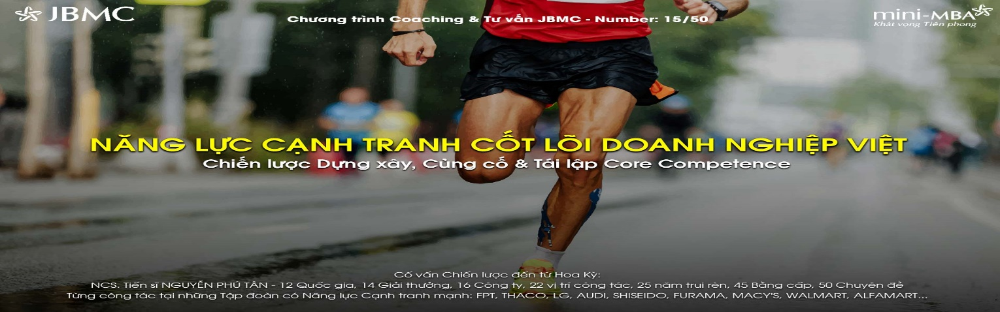 JBMC
Chương trình Coaching & Tư vấn JBMC - Number: 15/50
mini-MBA
Khát vọng Tiên phong
NĂNG LỰC CẠNH TRANH CỐT LÕI DOANH NGHIỆP VIỆT
Chiến lược Dựng xây, Củng cố & Tái lập Core Competence
Cố vấn Chiến lược đến từ Hoa Kỳ:
NCS. Tiến sĩ NGUYỄN PHÚ TÂN - 12 Quốc gia, 14 Giải thưởng, 16 Công ty, 22 vị trí công tác, 25 năm trui rèn, 45 Bằng cấp, 50 Chuyên đề
Từng công tác tại những Tập đoàn có Năng lực Cạnh tranh mạnh: FPT, THACO, LG, AUDI, SHISEIDO, FURAMA, MACY'S, WALMART, ALFAMART...